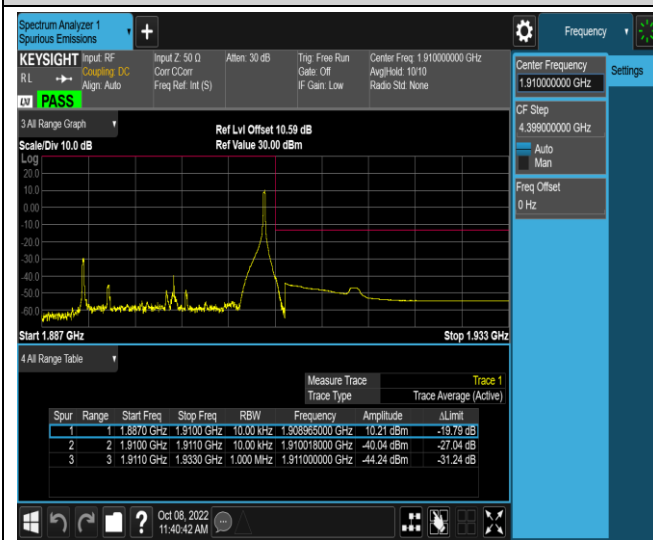 Spectrum Analyzer 1
Spurious Emissions
+
Frequency
KEYSIGHT
RL
LXI
PASS
Input: RF
Coupling: DC
Align: Auto
Input Z: 50 Ω
Corr CCorr
Freq Ref: Int (S)
Atten: 30 dB
Trig: Free Run
Gate: Off
IF Gain: Low
Center Freq: 1.910000000 GHz
Avg|Hold: 10/10
Radio Std: None
Center Frequency
1.910000000 GHz
Settings
CF Step
4.399000000 GHz
Auto
Man
Freq Offset
0 Hz
3 All Range Graph
Scale/Div 10.0 dB
Ref Lvl Offset 10.59 dB
Ref Value 30.00 dBm
Log
20.0
10.0
0.00
-10.0
-20.0
-30.0
-40.0
-50.0
-60.0
Start 1.887 GHz
Stop 1.933 GHz
4 All Range Table
Measure Trace Trace 1
Trace Type Trace Average (Active)
Spur Range Start Freq Stop Freq RBW Frequency Amplitude ΔLimit
1 1 1.8870 GHz 1.9100 GHz 10.00 kHz 1.908965000 GHz 10.21 dBm -19.79 dB
2 2 1.9100 GHz 1.9110 GHz 10.00 kHz 1.910018000 GHz -40.04 dBm -27.04 dB
3 3 1.9110 GHz 1.9330 GHz 1.000 MHz 1.911000000 GHz -44.24 dBm -31.24 dB
?
Oct 08, 2022
11:40:42 AM